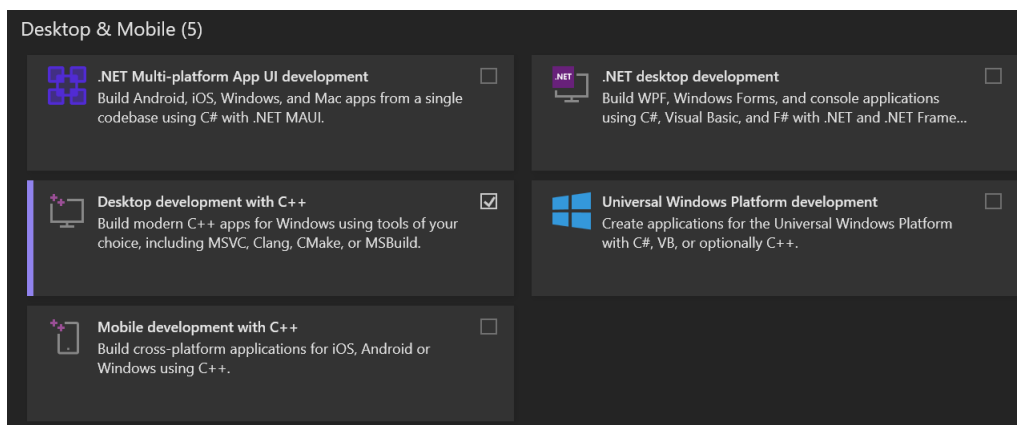 Desktop & Mobile (5)
.NET Multi-platform App UI development
Build Android, iOS, Windows, and Mac apps from a single
codebase using C# with .NET MAUI.
.NET
.NET desktop development
Build WPF, Windows Forms, and console applications
using C#, Visual Basic, and F# with .NET and .NET Frame...
Desktop development with C++
Build modern C++ apps for Windows using tools of your
choice, including MSVC, Clang, CMake, or MSBuild.
Universal Windows Platform development
Create applications for the Universal Windows Platform
with C#, VB, or optionally C++.
Mobile development with C++
Build cross-platform applications for iOS, Android or
Windows using C++.